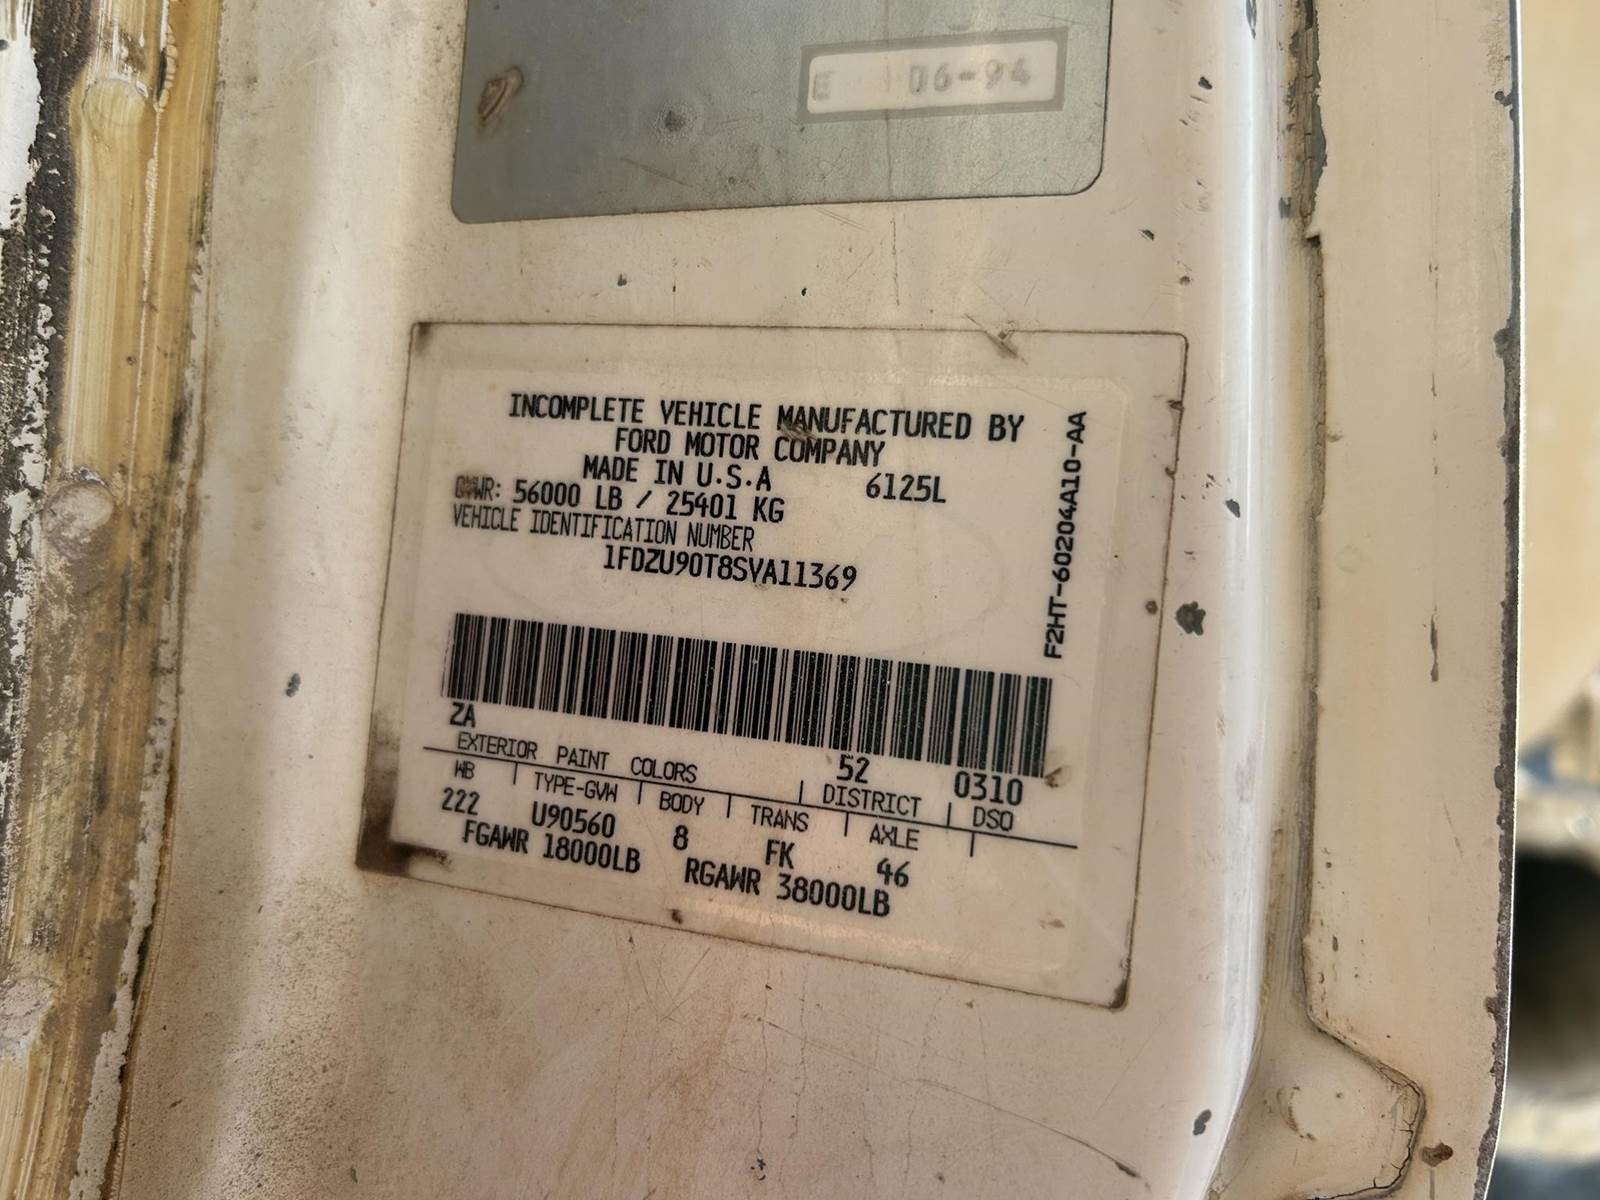 E 06-94
INCOMPLETE VEHICLE MANUFACTURED BY
FORD MOTOR COMPANY
MADE IN U.S.A 6125L
GVWR: 56000 LB / 25401 KG
VEHICLE IDENTIFICATION NUMBER
1FDZU90T8SVA11369
F2HT-60204A10-AA
ZA 52 0310
EXTERIOR PAINT COLORS DISTRICT DSO
WB TYPE-GVW BODY TRANS AXLE
222 U90560 8 FK 46
FGAWR 18000LB RGAWR 38000LB